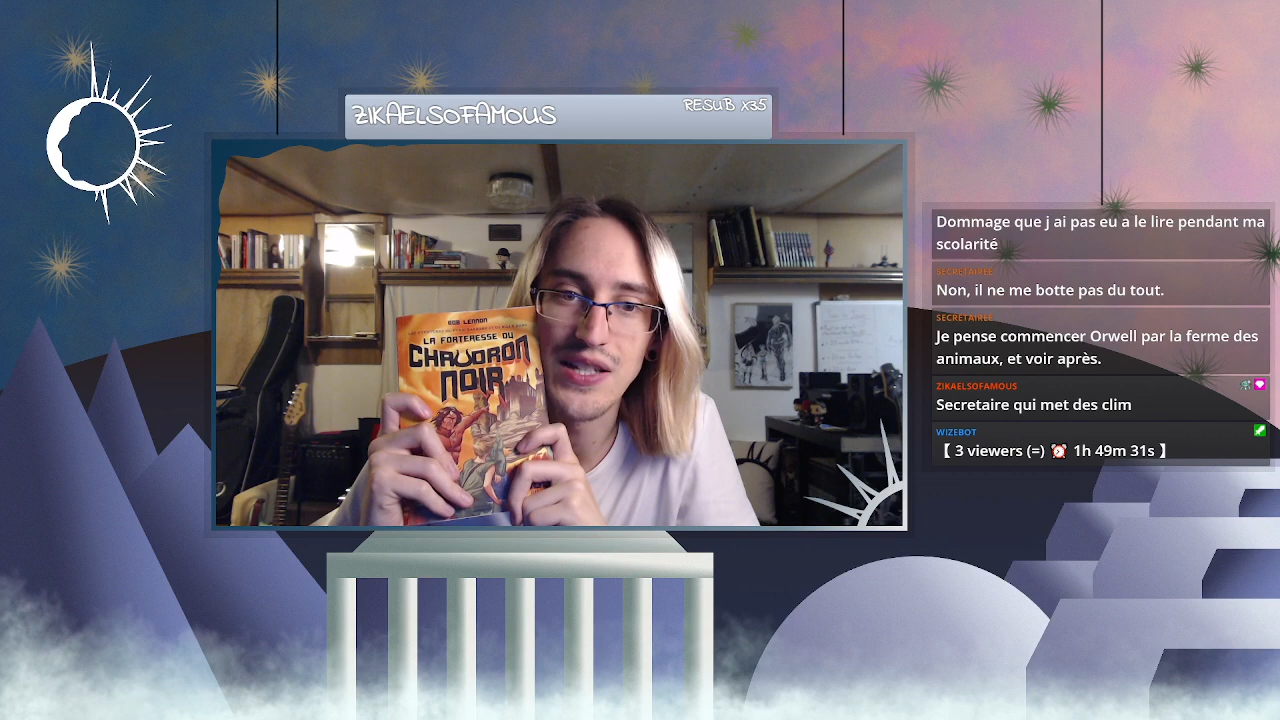 ZIKAELSOFAMOUS
RESUB X35
BOB LENNON
LA FORTERESSE DU
CHAUDRON
NOIR
Dommage que j ai pas eu a le lire pendant ma
scolarité
SECRETAIREE
Non, il ne me botte pas du tout.
SECRETAIREE
Je pense commencer Orwell par la ferme des
animaux, et voir après.
ZIKAELSOFAMOUS
Secretaire qui met des clim
WIZEBOT
【 3 viewers (=) ⏰ 1h 49m 31s 】